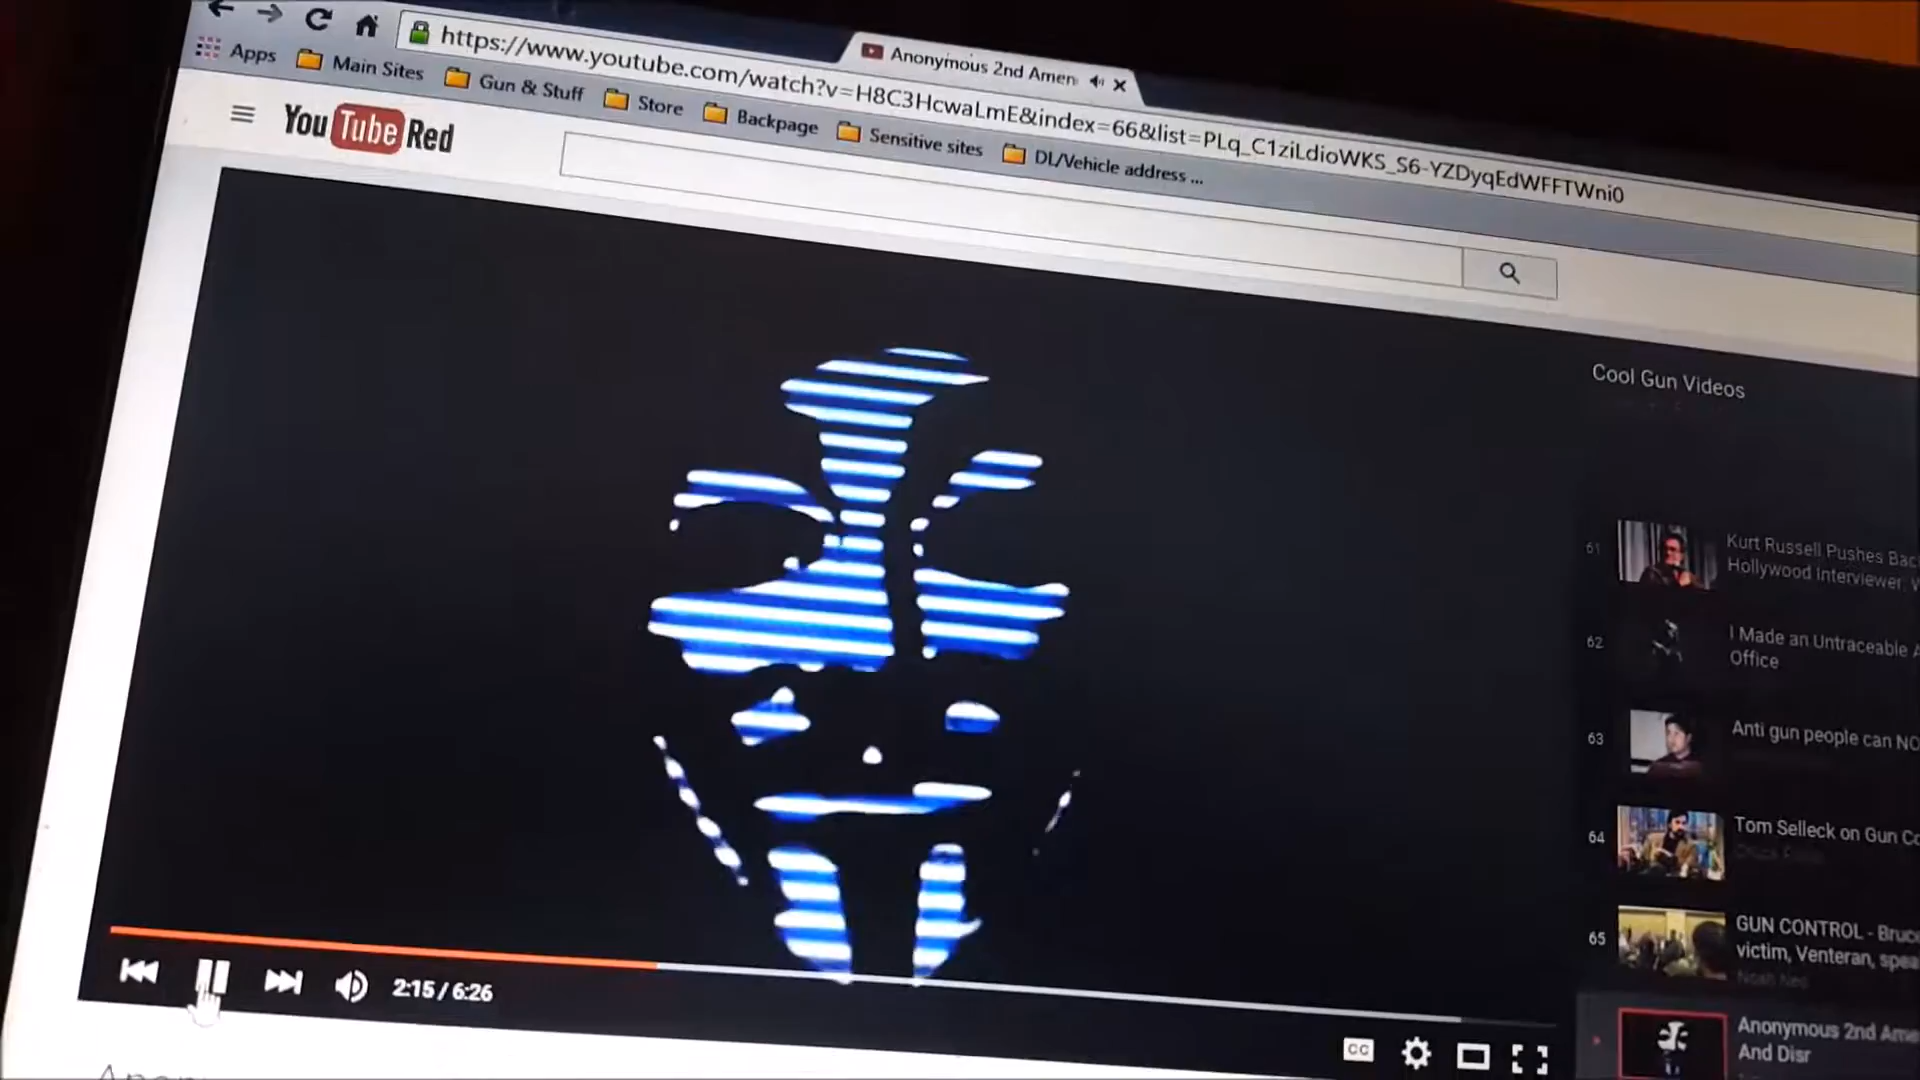 Anonymous 2nd Amen
https://www.youtube.com/watch?v=H8C3HcwaLmE&index=66&list=PLq_C1ziLdioWKS_S6-YZDyqEdWFFTWni0
Apps Main Sites Gun & Stuff Store Backpage Sensitive sites DL/Vehicle address ...
YouTube Red
Cool Gun Videos
61 Kurt Russell Pushes Bac
Hollywood Interviewer,
62 I Made an Untraceable A
Office
63 Anti gun people can NO
64 Tom Selleck on Gun Co
65 GUN CONTROL - Bruce
victim, Venteran, spea
Noah Ned
Anonymous 2nd Ame
And Disr
2:15 / 6:26
CC